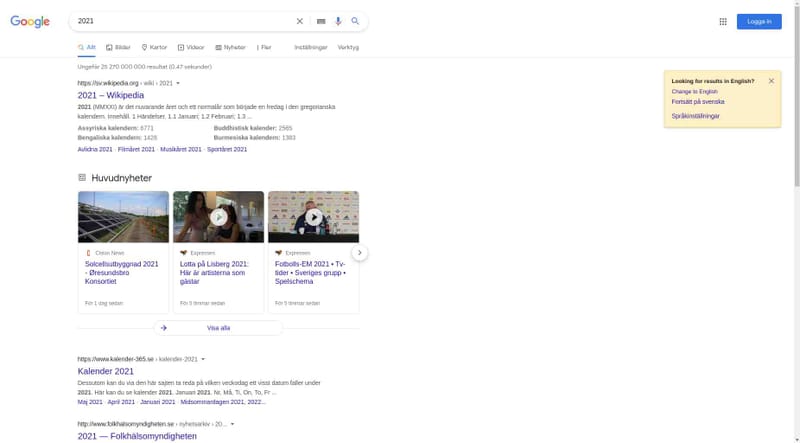 Google
2021
Logga in
Allt
Bilder
Kartor
Videor
Nyheter
Fler
Inställningar
Verktyg
Ungefär 25 270 000 000 resultat (0,47 sekunder)
Looking for results in English?
Change to English
Fortsätt på svenska
Språkinställningar
https://sv.wikipedia.org › wiki › 2021
2021 – Wikipedia
2021 (MMXXI) är det nuvarande året och ett normalår som började en fredag i den gregorianska
kalendern. Innehåll. 1 Händelser. 1.1 Januari; 1.2 Februari; 1.3 ...
Assyriska kalendern: 6771
Buddhistisk kalender: 2565
Bengaliska kalendern: 1428
Burmesiska kalendern: 1383
Avlidna 2021 · Filmåret 2021 · Musikåret 2021 · Sportåret 2021
Huvudnyheter
Cision News
Solcellsutbyggnad 2021
- Øresundsbro
Konsortiet
För 1 dag sedan
Expressen
Lotta på Liseberg 2021:
Här är artisterna som
gästar
För 5 timmar sedan
Expressen
Fotbolls-EM 2021 • Tv-
tider • Sveriges grupp •
Spelschema
För 5 timmar sedan
Visa alla
https://www.kalender-365.se › kalender-2021
Kalender 2021
Dessutom kan du via den här sajten ta reda på vilken veckodag ett visst datum faller under
2021. Här kan du se kalender 2021. Januari 2021. Nr, Må, Ti, On, To, Fr ...
Maj 2021 · April 2021 · Januari 2021 · Midsommardagen 2021, 2022...
http://www.folkhalsomyndigheten.se › nyhetsarkiv › 20...
2021 — Folkhälsomyndigheten